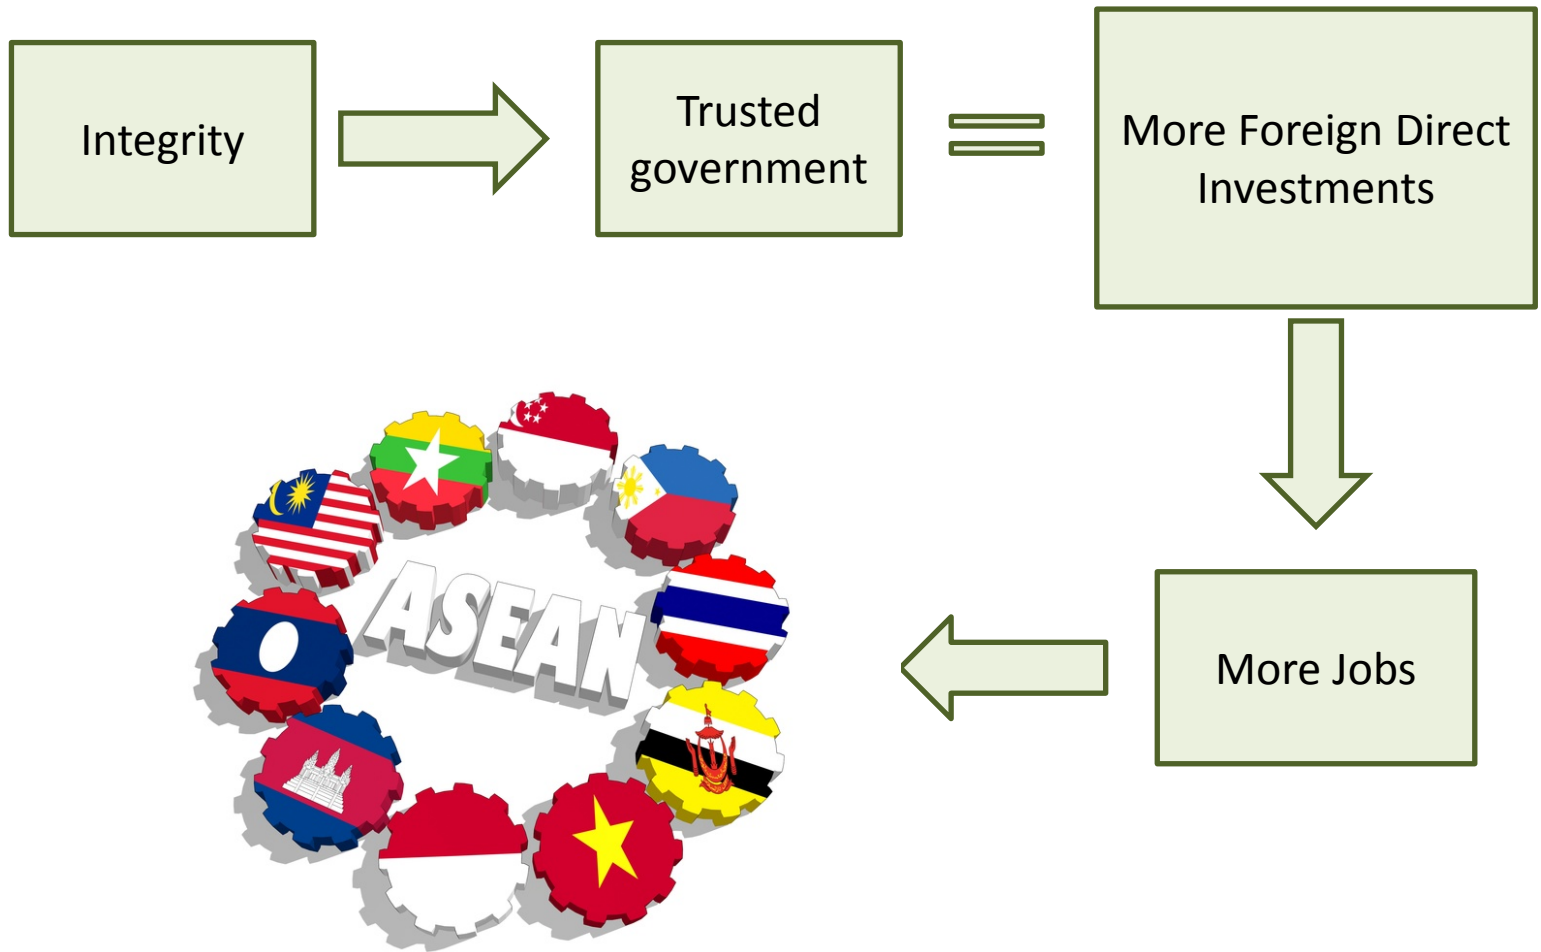 Integrity
Trusted
government
More Foreign Direct
Investments
ASEAN
More Jobs